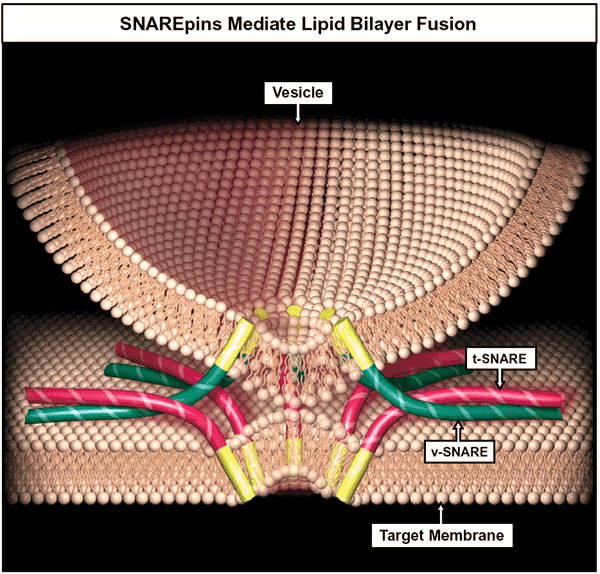 SNAREpins Mediate Lipid Bilayer Fusion
Vesicle
t-SNARE
v-SNARE
Target Membrane